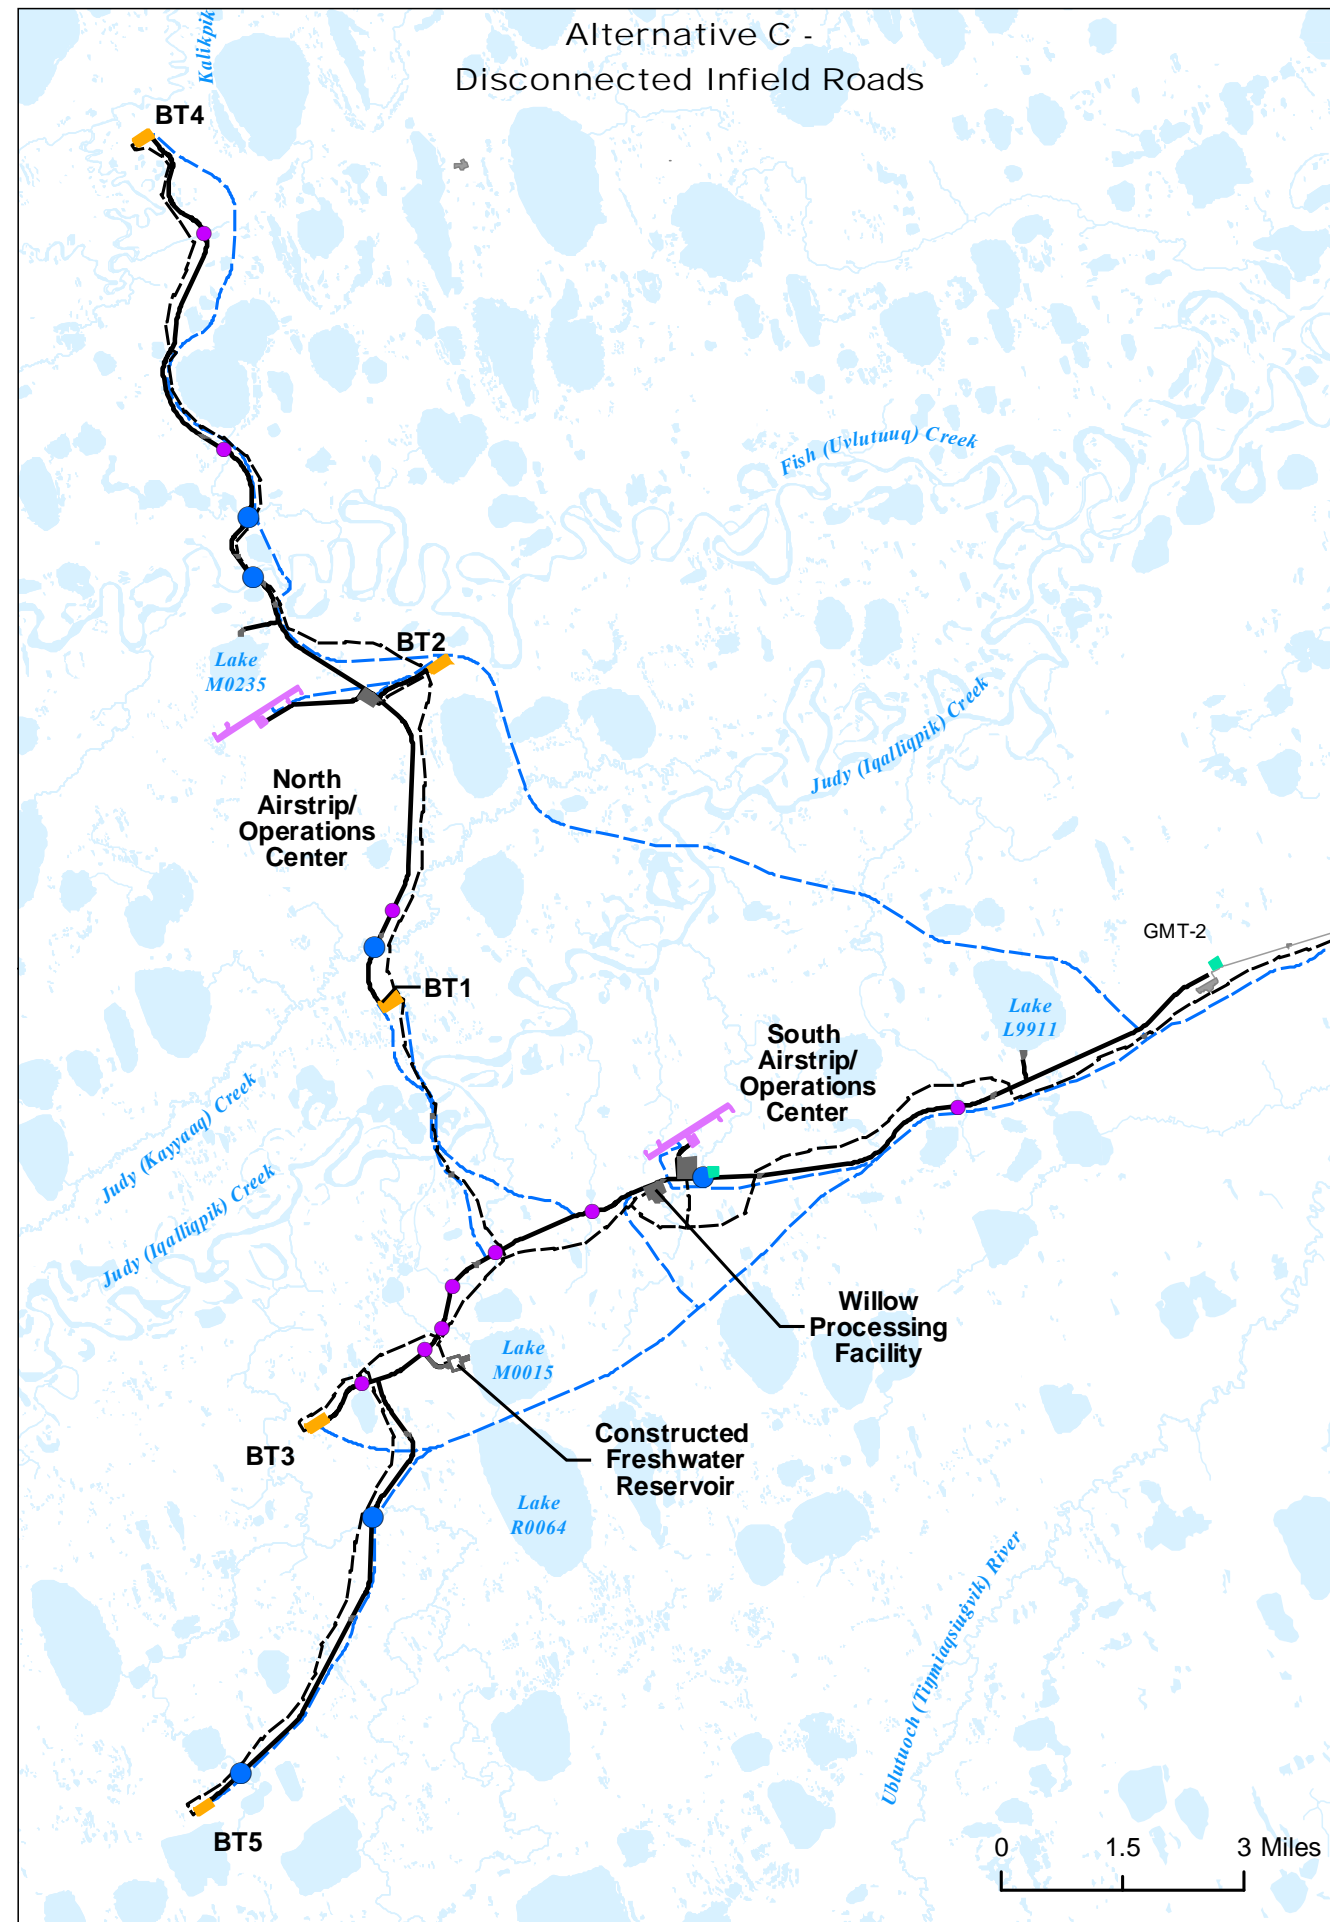 Alternative C -
Disconnected Infield Roads
Kalikpik
BT4
Fish (Uvlutuuq) Creek
BT2
Lake
M0235
Judy (Iqalliqpik) Creek
North
Airstrip/
Operations
Center
GMT-2
BT1
Lake
L9911
South
Airstrip/
Operations
Center
Judy (Kayyaaq) Creek
Judy (Iqalliqpik) Creek
Willow
Processing
Facility
Lake
M0015
Constructed
Freshwater
Reservoir
BT3
Lake
R0064
Ublutuoch (Tiŋmiaqsiuġvik) River
BT5
0 1.5 3 Miles